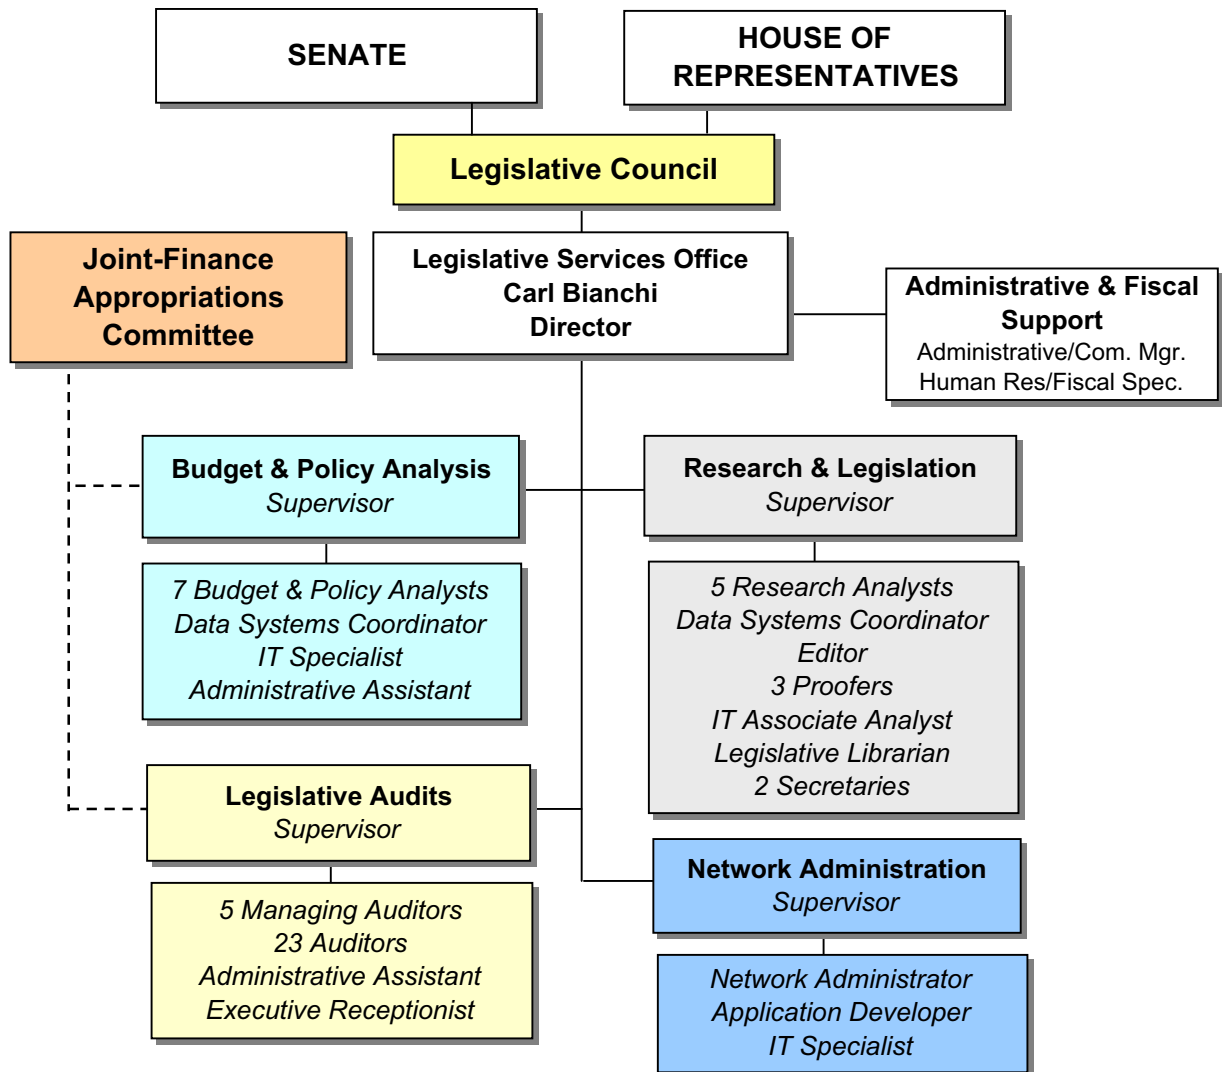 SENATE
HOUSE OF
REPRESENTATIVES
Legislative Council
Joint-Finance
Appropriations
Committee
Legislative Services Office
Carl Bianchi
Director
Administrative & Fiscal
Support
Administrative/Com. Mgr.
Human Res/Fiscal Spec.
Budget & Policy Analysis
Supervisor
Research & Legislation
Supervisor
7 Budget & Policy Analysts
Data Systems Coordinator
IT Specialist
Administrative Assistant
5 Research Analysts
Data Systems Coordinator
Editor
3 Proofers
IT Associate Analyst
Legislative Librarian
2 Secretaries
Legislative Audits
Supervisor
Network Administration
Supervisor
5 Managing Auditors
23 Auditors
Administrative Assistant
Executive Receptionist
Network Administrator
Application Developer
IT Specialist